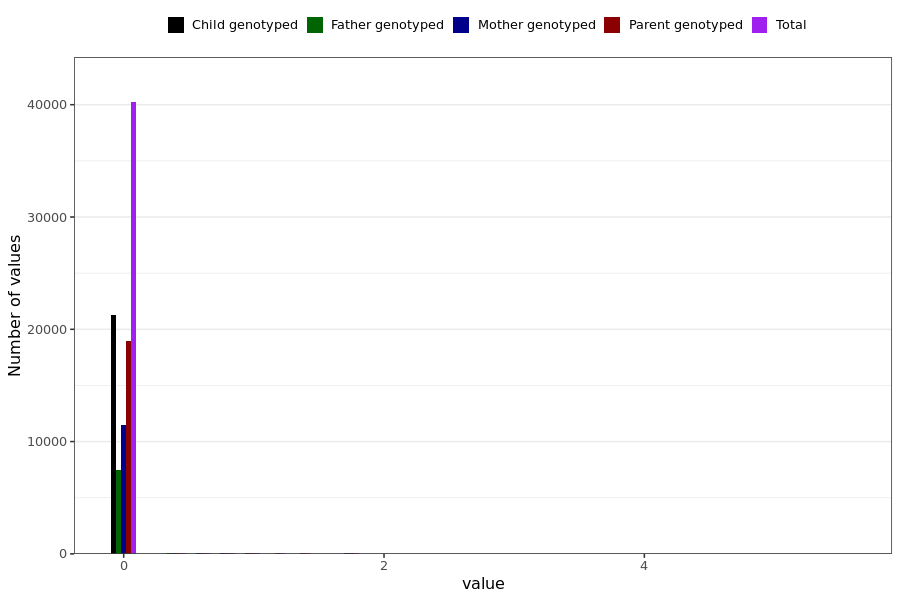 Child genotyped Father genotyped Mother genotyped Parent genotyped Total
Number of values
40000
30000
20000
10000
0
0 2 4
value